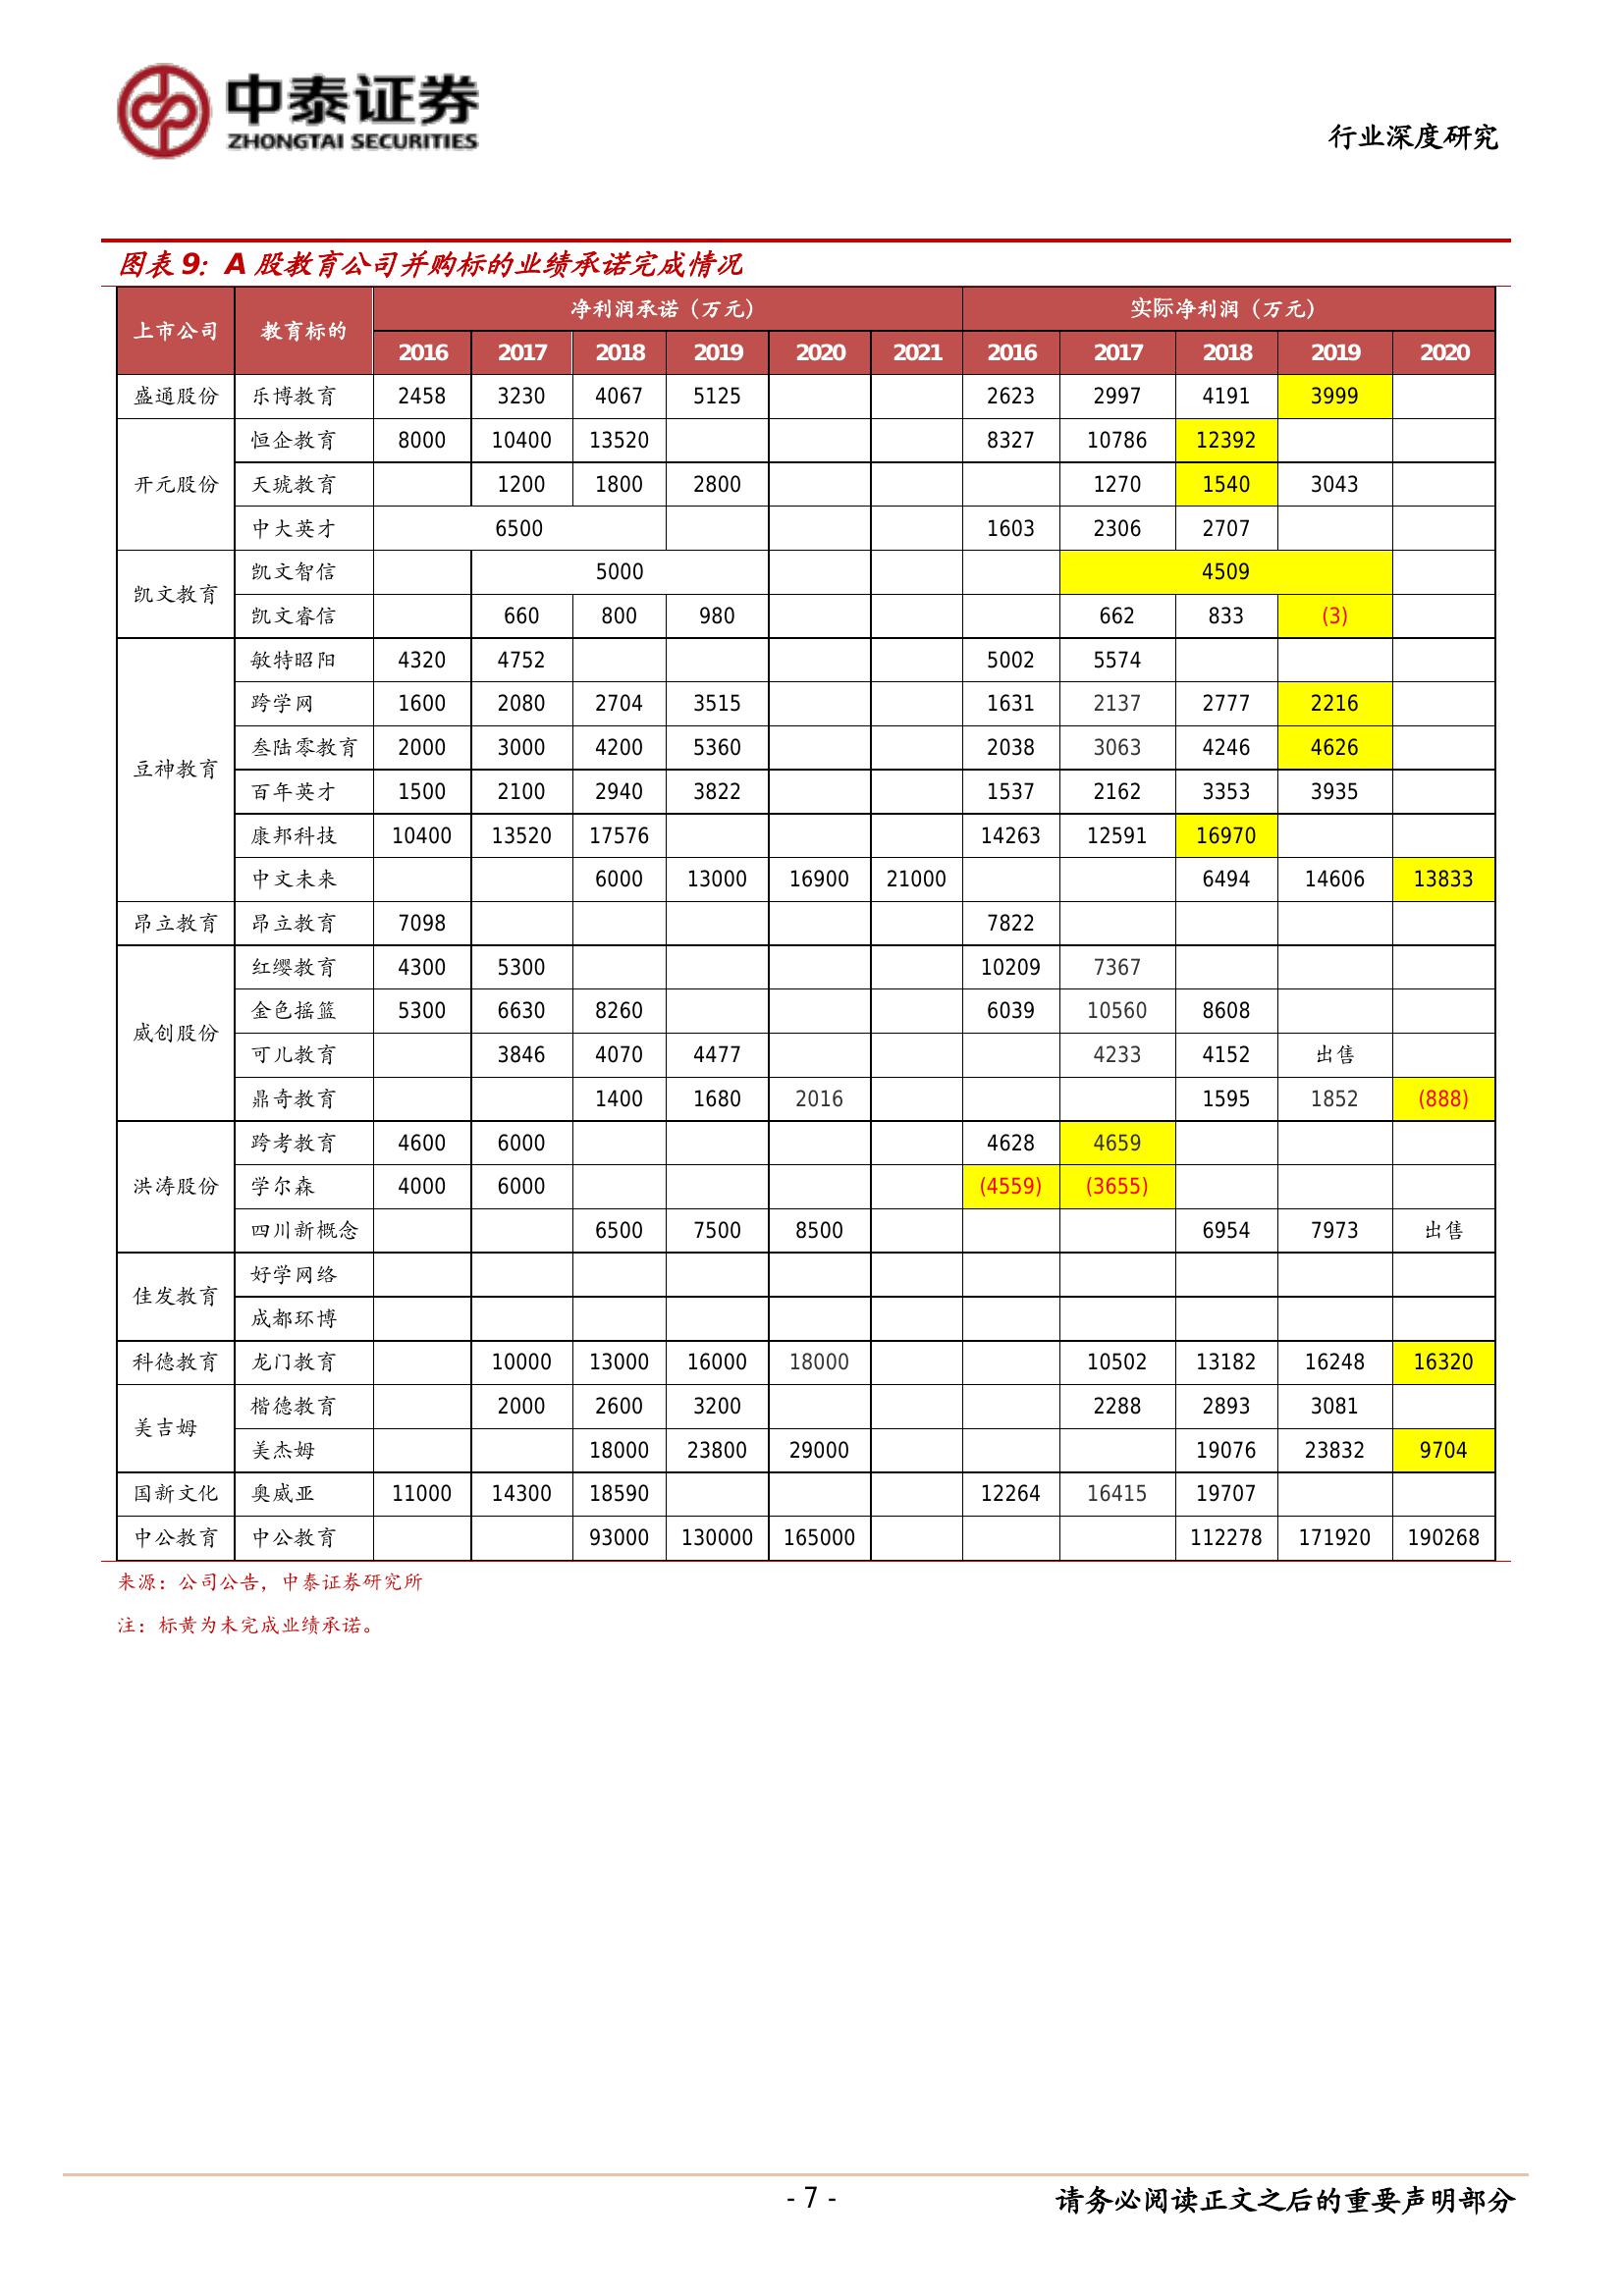 中泰证券
ZHONGTAI SECURITIES
行业深度研究
图表 9：A 股教育公司并购标的业绩承诺完成情况
上市公司 教育标的 净利润承诺（万元） 实际净利润（万元）
2016 2017 2018 2019 2020 2021 2016 2017 2018 2019 2020
盛通股份 乐博教育 2458 3230 4067 5125 2623 2997 4191 3999
开元股份 恒企教育 8000 10400 13520 8327 10786 12392
天琥教育 1200 1800 2800 1270 1540 3043
中大英才 6500 1603 2306 2707
凯文教育 凯文智信 5000 4509
凯文睿信 660 800 980 662 833 (3)
豆神教育 敏特昭阳 4320 4752 5002 5574
跨学网 1600 2080 2704 3515 1631 2137 2777 2216
叁陆零教育 2000 3000 4200 5360 2038 3063 4246 4626
百年英才 1500 2100 2940 3822 1537 2162 3353 3935
康邦科技 10400 13520 17576 14263 12591 16970
中文未来 6000 13000 16900 21000 6494 14606 13833
昂立教育 昂立教育 7098 7822
威创股份 红缨教育 4300 5300 10209 7367
金色摇篮 5300 6630 8260 6039 10560 8608
可儿教育 3846 4070 4477 4233 4152 出售
鼎奇教育 1400 1680 2016 1595 1852 (888)
洪涛股份 跨考教育 4600 6000 4628 4659
学尔森 4000 6000 (4559) (3655)
四川新概念 6500 7500 8500 6954 7973 出售
佳发教育 好学网络
成都环博
科德教育 龙门教育 10000 13000 16000 18000 10502 13182 16248 16320
美吉姆 楷德教育 2000 2600 3200 2288 2893 3081
美杰姆 18000 23800 29000 19076 23832 9704
国新文化 奥威亚 11000 14300 18590 12264 16415 19707
中公教育 中公教育 93000 130000 165000 112278 171920 190268
来源：公司公告，中泰证券研究所
注：标黄为未完成业绩承诺。
- 7 -
请务必阅读正文之后的重要声明部分